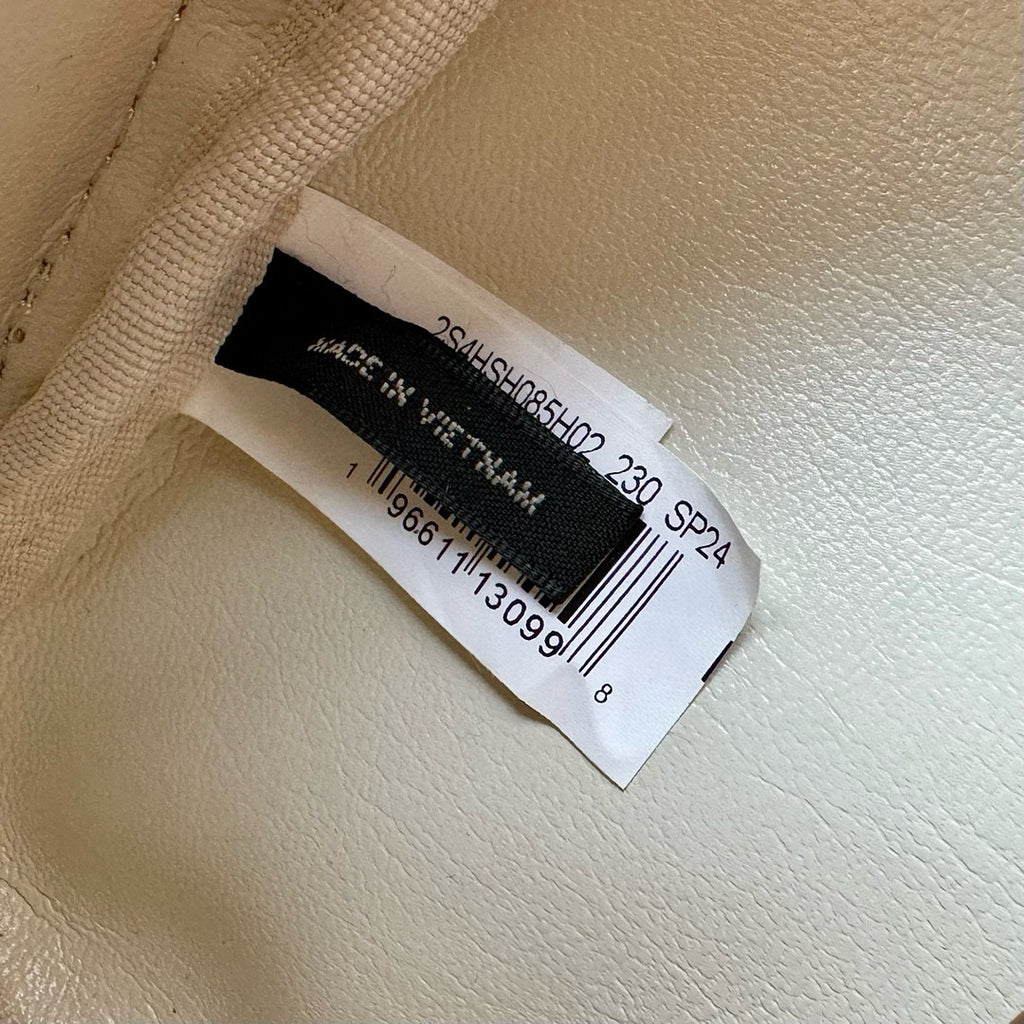 2S4HSH085H02 230 SP24
MADE IN VIETNAM
1 96611 13099 8